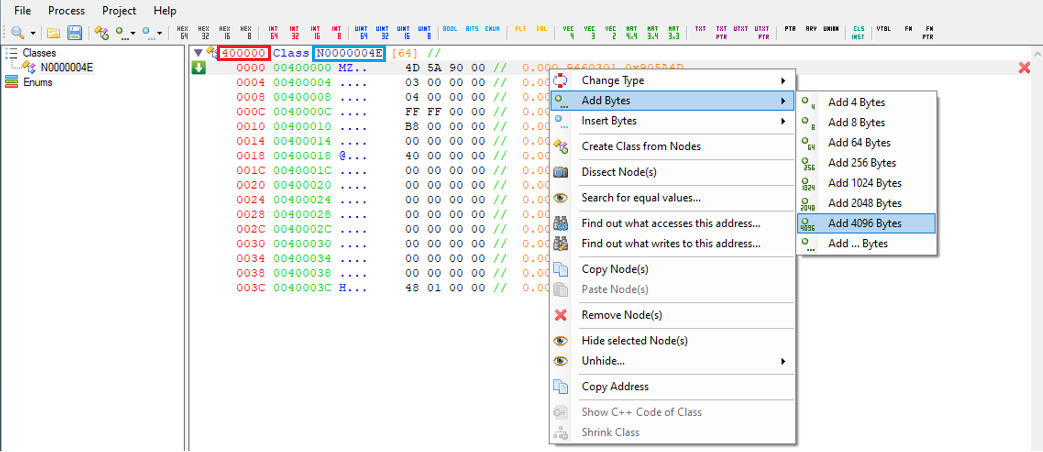 File Process Project Help
HEX 64 HEX 32 HEX 16 HEX 8 INT 64 INT 32 INT 16 INT 8 UINT 64 UINT 32 UINT 16 UINT 8 BOOL BITS ENUM FLT DBL VEC 4 VEC 3 VEC 2 MAT 4x4 MAT 3x4 MAT 3x3 TXT TXT PTR UTXT UTXT PTR PTR ARY UNION CLS INST VTBL FN FN PTR
Classes
N0000004E
Enums
400000 Class N0000004E [64] //
0000 00400000 MZ.. 4D 5A 90 00 // 0.000 9460301 0x905A4D
0004 00400004 .... 03 00 00 00 // 0.00
0008 00400008 .... 04 00 00 00 // 0.00
000C 0040000C .... FF FF 00 00 // 0.00
0010 00400010 .... B8 00 00 00 // 0.00
0014 00400014 .... 00 00 00 00 // 0.00
0018 00400018 @... 40 00 00 00 // 0.00
001C 0040001C .... 00 00 00 00 // 0.00
0020 00400020 .... 00 00 00 00 // 0.00
0024 00400024 .... 00 00 00 00 // 0.00
0028 00400028 .... 00 00 00 00 // 0.00
002C 0040002C .... 00 00 00 00 // 0.00
0030 00400030 .... 00 00 00 00 // 0.00
0034 00400034 .... 00 00 00 00 // 0.00
0038 00400038 .... 00 00 00 00 // 0.00
003C 0040003C H... 48 01 00 00 // 0.00
Change Type
Add Bytes
Insert Bytes
Create Class from Nodes
Dissect Node(s)
Search for equal values...
Find out what accesses this address...
Find out what writes to this address...
Copy Node(s)
Paste Node(s)
Remove Node(s)
Hide selected Node(s)
Unhide...
Copy Address
Show C++ Code of Class
Shrink Class
4 Add 4 Bytes
8 Add 8 Bytes
64 Add 64 Bytes
256 Add 256 Bytes
1024 Add 1024 Bytes
2048 Add 2048 Bytes
4096 Add 4096 Bytes
... Add ... Bytes